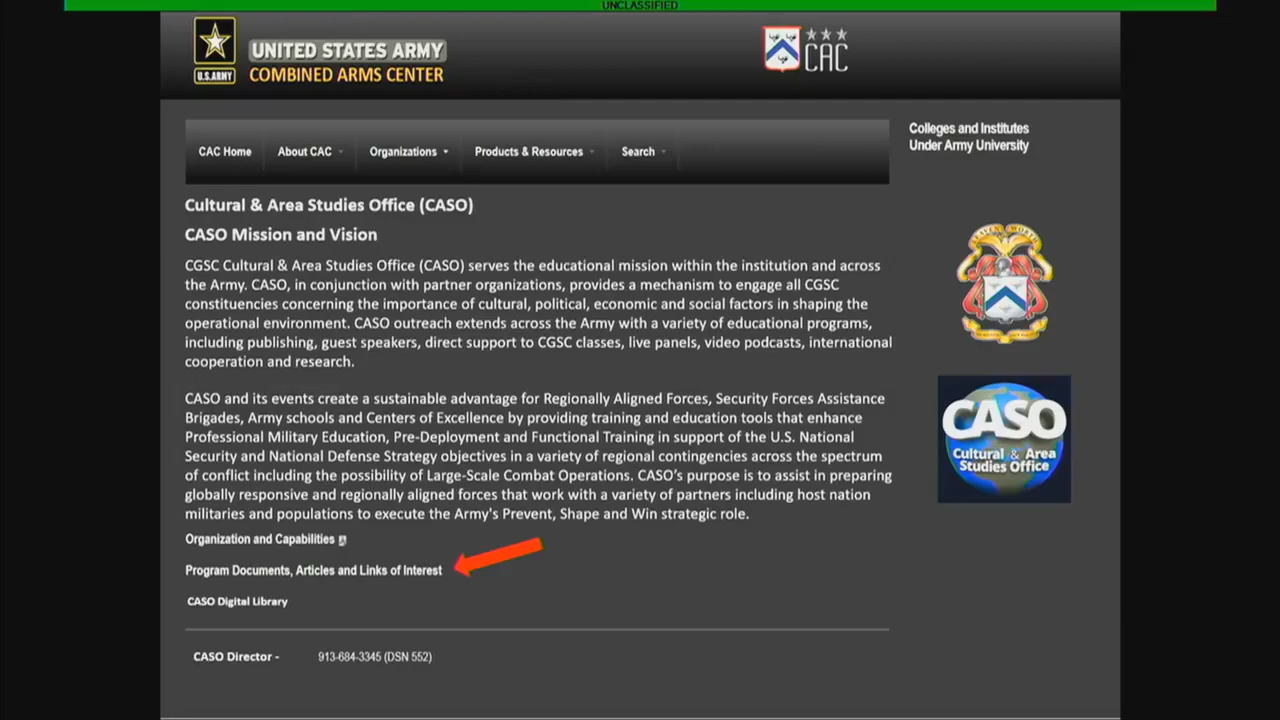 UNCLASSIFIED
U.S.ARMY
UNITED STATES ARMY
COMBINED ARMS CENTER
CAC
CAC Home
About CAC
Organizations
Products & Resources
Search
Colleges and Institutes
Under Army University
Cultural & Area Studies Office (CASO)
CASO Mission and Vision
CGSC Cultural & Area Studies Office (CASO) serves the educational mission within the institution and across
the Army. CASO, in conjunction with partner organizations, provides a mechanism to engage all CGSC
constituencies concerning the importance of cultural, political, economic and social factors in shaping the
operational environment. CASO outreach extends across the Army with a variety of educational programs,
including publishing, guest speakers, direct support to CGSC classes, live panels, video podcasts, international
cooperation and research.
CASO and its events create a sustainable advantage for Regionally Aligned Forces, Security Forces Assistance
Brigades, Army schools and Centers of Excellence by providing training and education tools that enhance
Professional Military Education, Pre-Deployment and Functional Training in support of the U.S. National
Security and National Defense Strategy objectives in a variety of regional contingencies across the spectrum
of conflict including the possibility of Large-Scale Combat Operations. CASO's purpose is to assist in preparing
globally responsive and regionally aligned forces that work with a variety of partners including host nation
militaries and populations to execute the Army's Prevent, Shape and Win strategic role.
Organization and Capabilities
Program Documents, Articles and Links of Interest
CASO Digital Library
CASO Director - 913-684-3345 (DSN 552)
LEAVEN WORTH
CASO
Cultural & Area
Studies Office